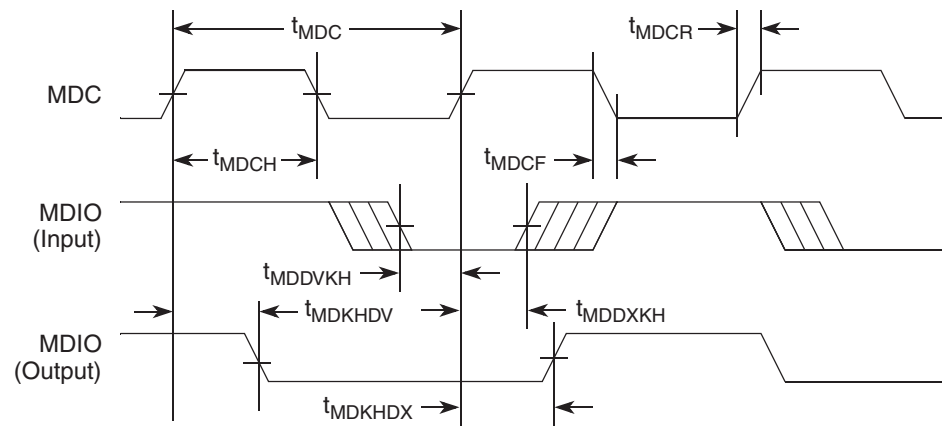 tMDC
tMDCR
MDC
tMDCH
tMDCF
MDIO
(Input)
tMDDVKH
tMDKHDV
tMDDXKH
MDIO
(Output)
tMDKHDX